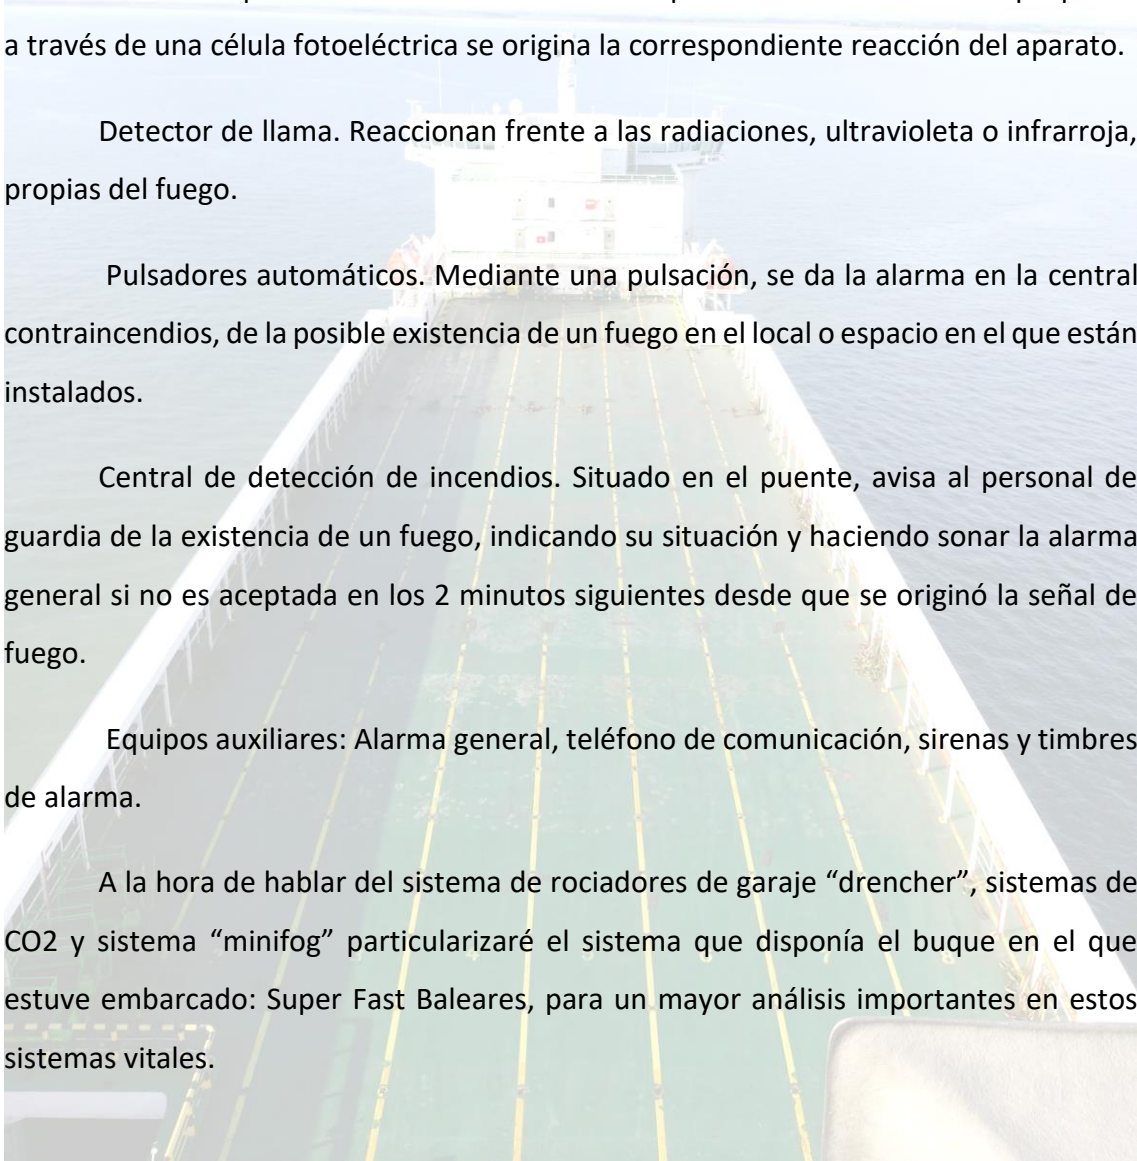 a través de una célula fotoeléctrica se origina la correspondiente reacción del aparato.
Detector de llama. Reaccionan frente a las radiaciones, ultravioleta o infrarroja,
propias del fuego.
Pulsadores automáticos. Mediante una pulsación, se da la alarma en la central
contraincendios, de la posible existencia de un fuego en el local o espacio en el que están
instalados.
Central de detección de incendios. Situado en el puente, avisa al personal de
guardia de la existencia de un fuego, indicando su situación y haciendo sonar la alarma
general si no es aceptada en los 2 minutos siguientes desde que se originó la señal de
fuego.
Equipos auxiliares: Alarma general, teléfono de comunicación, sirenas y timbres
de alarma.
A la hora de hablar del sistema de rociadores de garaje “drencher”, sistemas de
CO2 y sistema “minifog” particularizaré el sistema que disponía el buque en el que
estuve embarcado: Super Fast Baleares, para un mayor análisis importantes en estos
sistemas vitales.